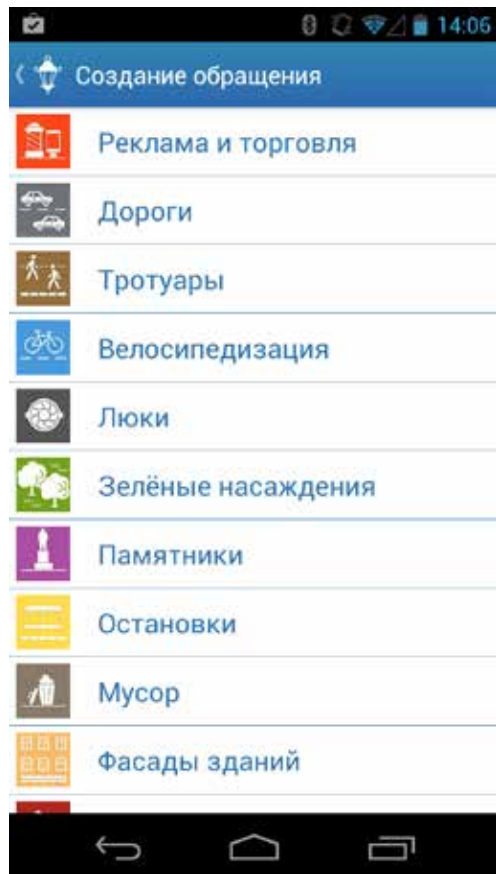 14:06
Создание обращения
Реклама и торговля
Дороги
Тротуары
Велосипедизация
Люки
Зелёные насаждения
Памятники
Остановки
Мусор
Фасады зданий